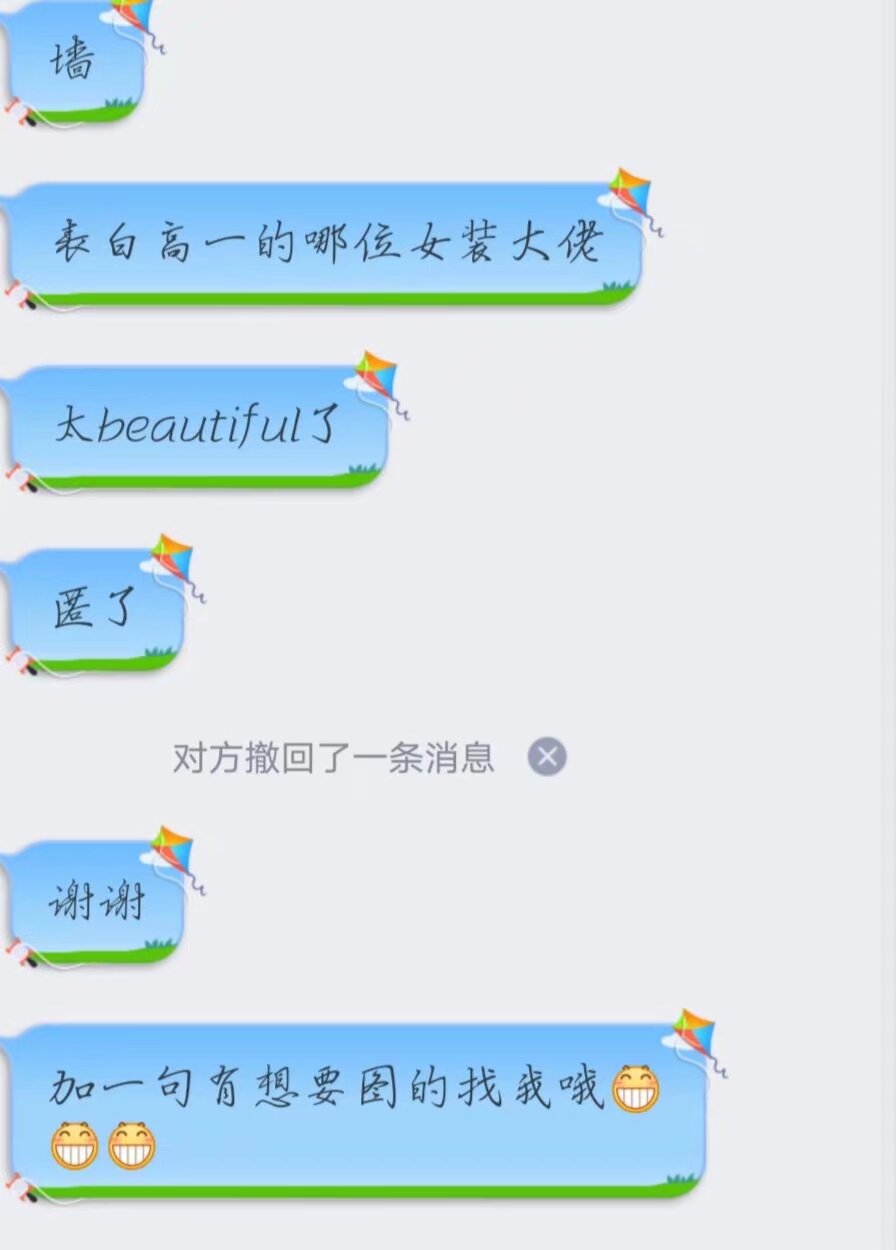 墙
表白高一的哪位女装大佬
太beautiful了
匿了
对方撤回了一条消息
谢谢
加一句有想要图的找我哦😁
😁😁